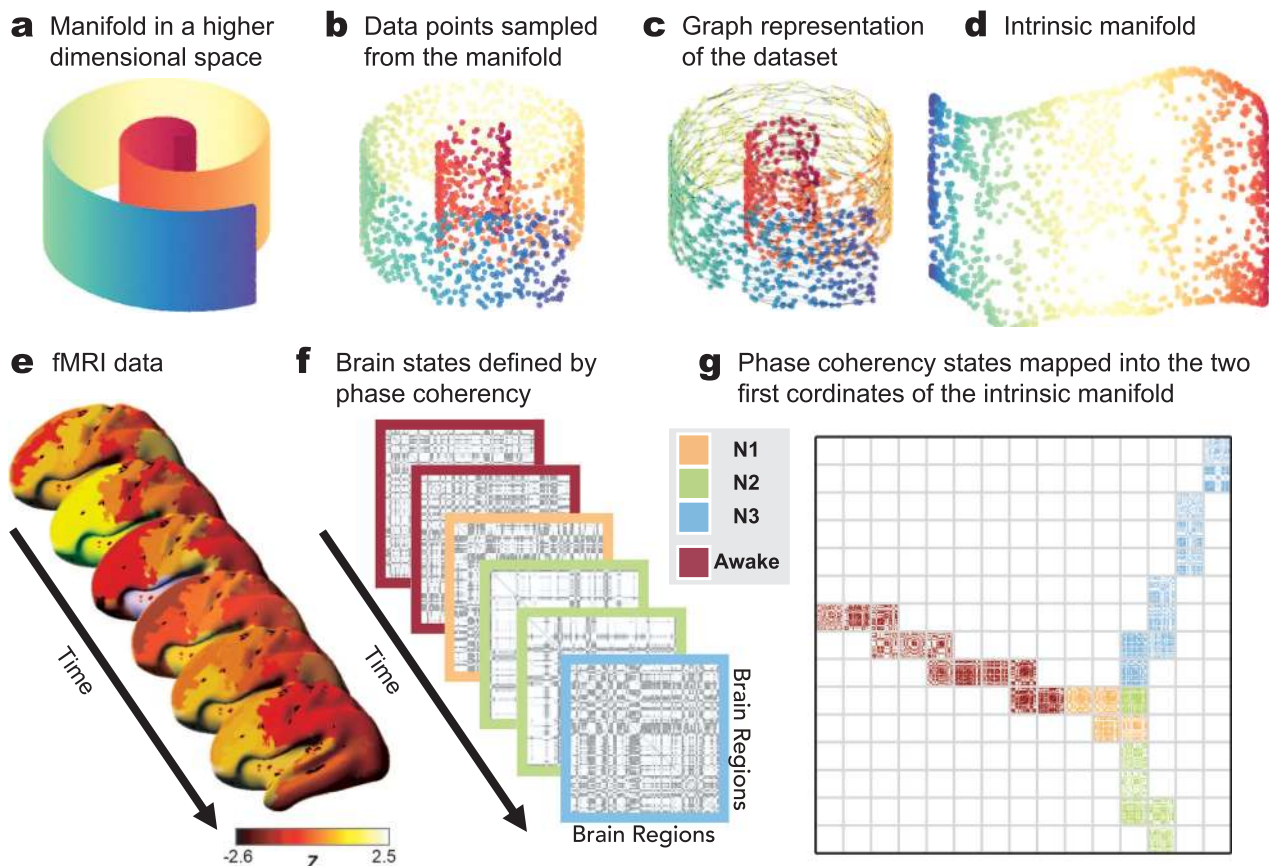 a Manifold in a higher
dimensional space
b Data points sampled
from the manifold
c Graph representation
of the dataset
d Intrinsic manifold
e fMRI data
f Brain states defined by
phase coherency
g Phase coherency states mapped into the two
first cordinates of the intrinsic manifold
Time
-2.6
Z
2.5
Time
Brain Regions
Brain Regions
N1
N2
N3
Awake